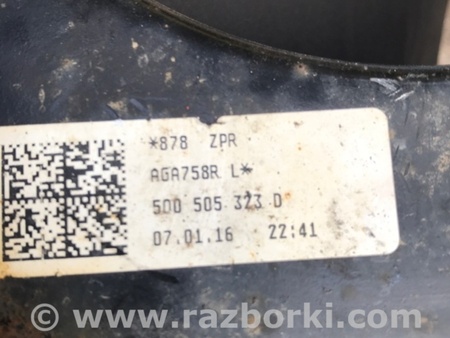 *878 ZPR
AGA758R L*
5Q0 505 323 D
07.01.16 22:41
© www.razborki.com